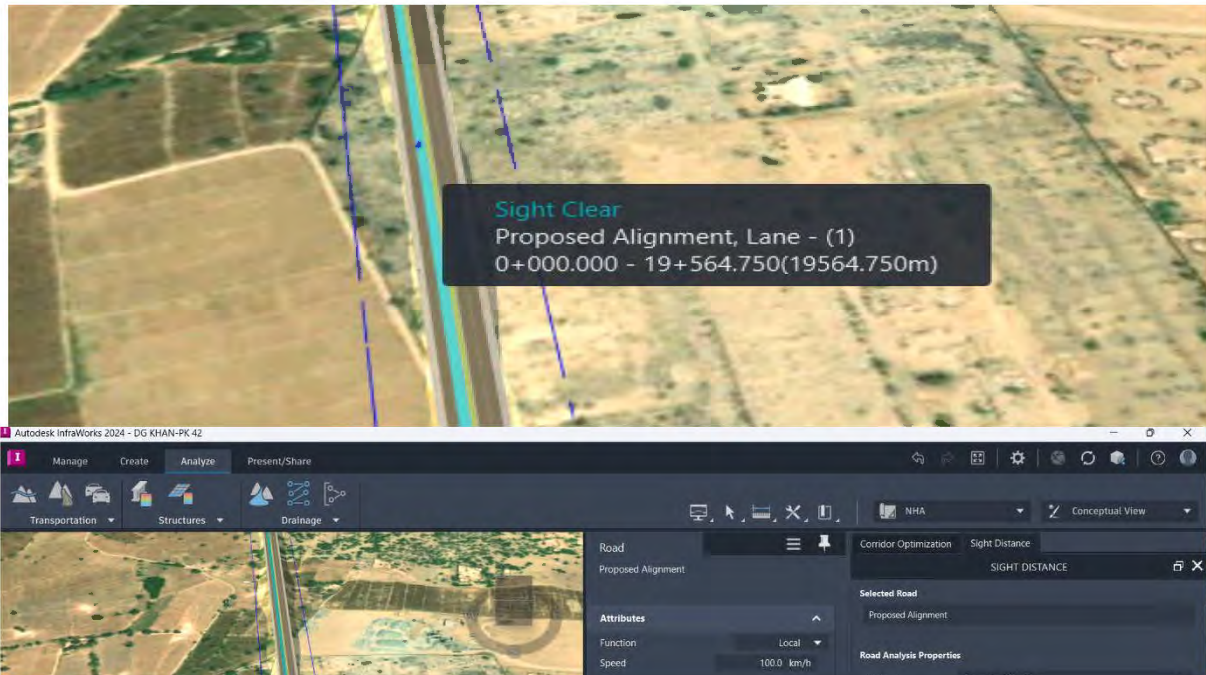 Sight Clear
Proposed Alignment, Lane - (1)
0+000.000 - 19+564.750(19564.750m)
I Autodesk InfraWorks 2024 - DG KHAN-PK 42
I Manage Create Analyze Present/Share
Transportation Structures Drainage
NHA Conceptual View
Road
Proposed Alignment
Attributes
Function Local
Speed 100.0 km/h
Corridor Optimization Sight Distance
SIGHT DISTANCE
Selected Road
Proposed Alignment
Road Analysis Properties